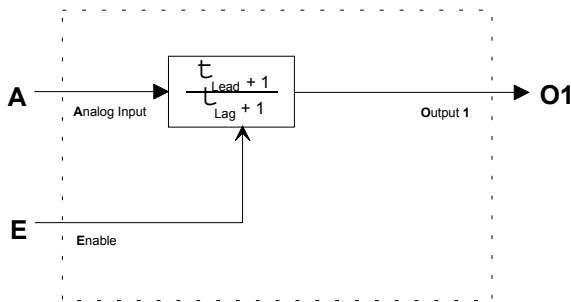 t Lead + 1
t Lag + 1
A
Analog Input
Output 1
O1
E
Enable